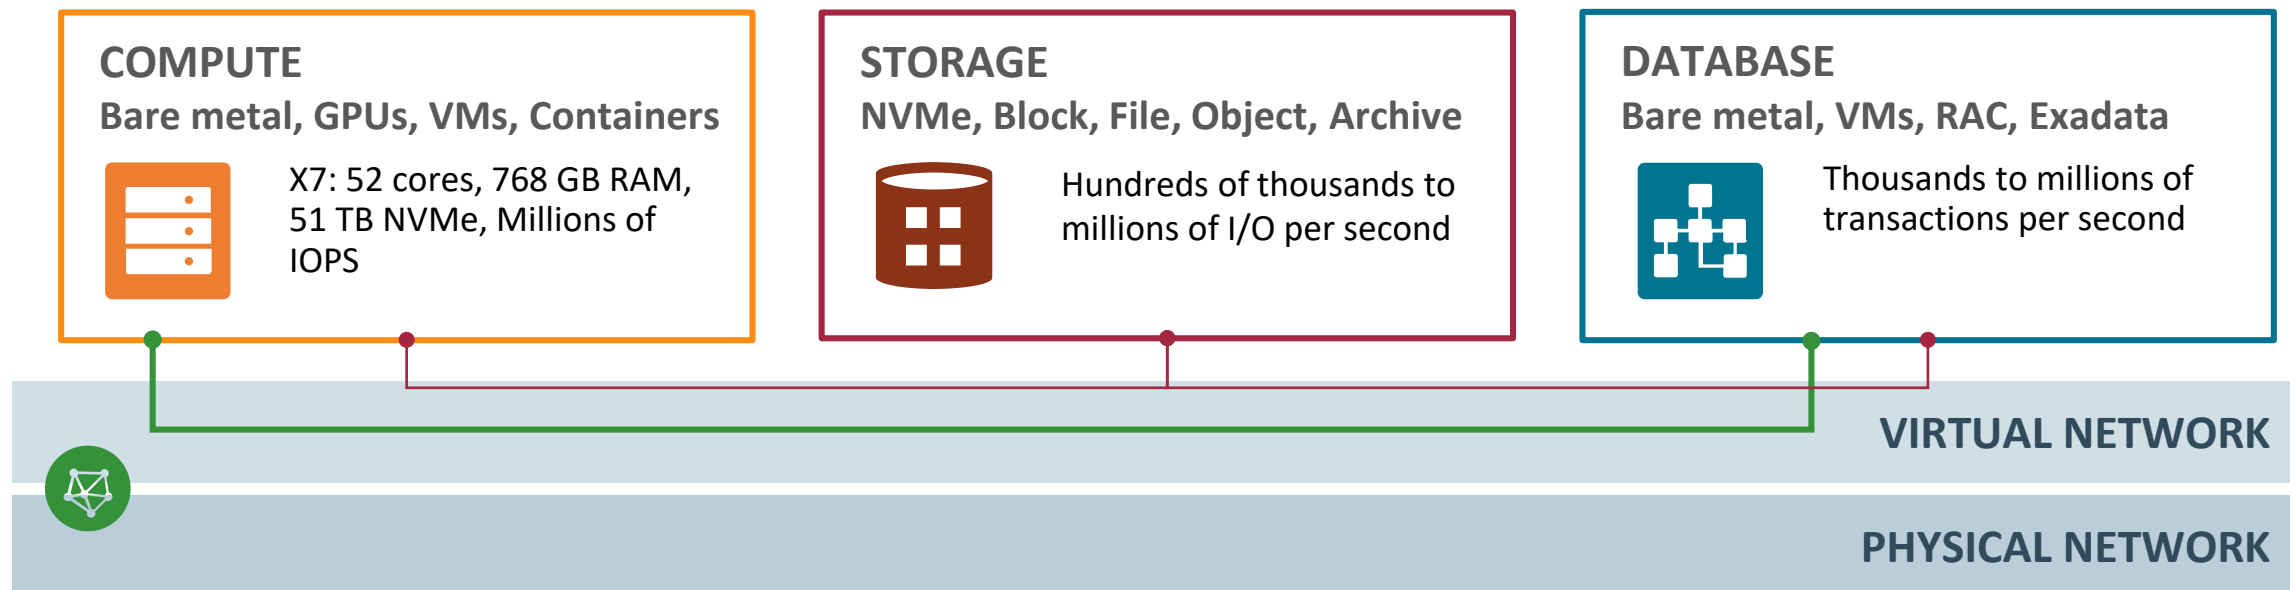 COMPUTE
Bare metal, GPUs, VMs, Containers
X7: 52 cores, 768 GB RAM,
51 TB NVMe, Millions of
IOPS
STORAGE
NVMe, Block, File, Object, Archive
Hundreds of thousands to
millions of I/O per second
DATABASE
Bare metal, VMs, RAC, Exadata
Thousands to millions of
transactions per second
VIRTUAL NETWORK
PHYSICAL NETWORK